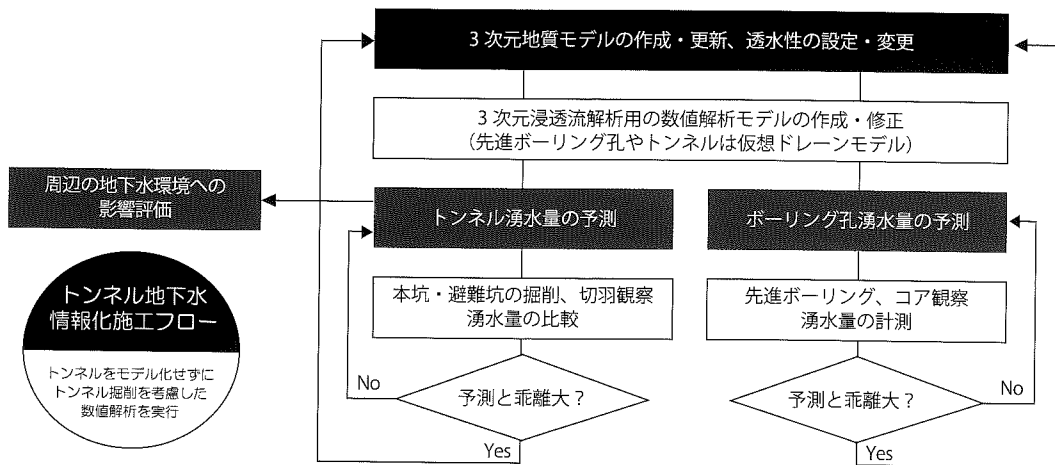 3次元地質モデルの作成・更新、透水性の設定・変更
3次元浸透流解析用の数値解析モデルの作成・修正
(先進ボーリング孔やトンネルは仮想ドレーンモデル)
周辺の地下水環境への
影響評価
トンネル湧水量の予測
ボーリング孔湧水量の予測
トンネル地下水
情報化施工フロー
トンネルをモデル化せずに
トンネル掘削を考慮した
数値解析を実行
本坑・避難坑の掘削、切羽観察
湧水量の比較
先進ボーリング、コア観察
湧水量の計測
No
予測と乖離大?
Yes
予測と乖離大?
No
Yes